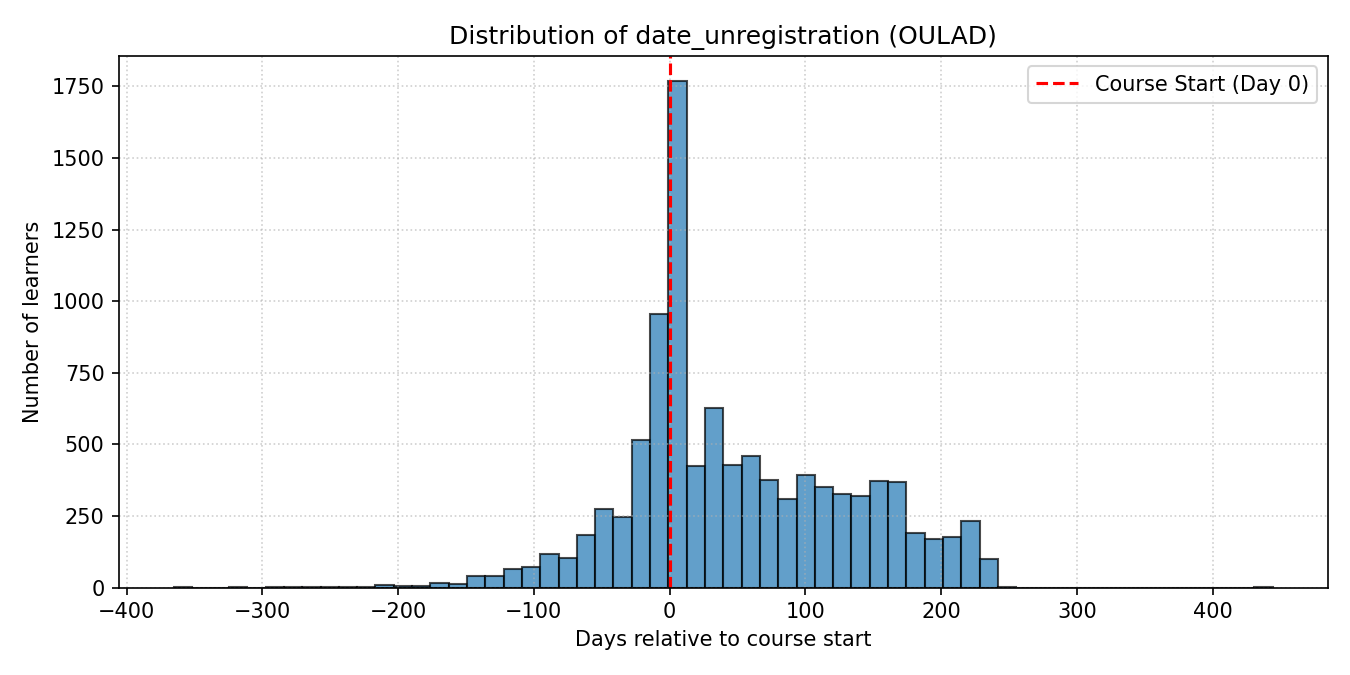 Distribution of date_unregistration (OULAD)
Course Start (Day 0)
Number of learners
1750
1500
1250
1000
750
500
250
0
−400 −300 −200 −100 0 100 200 300 400
Days relative to course start